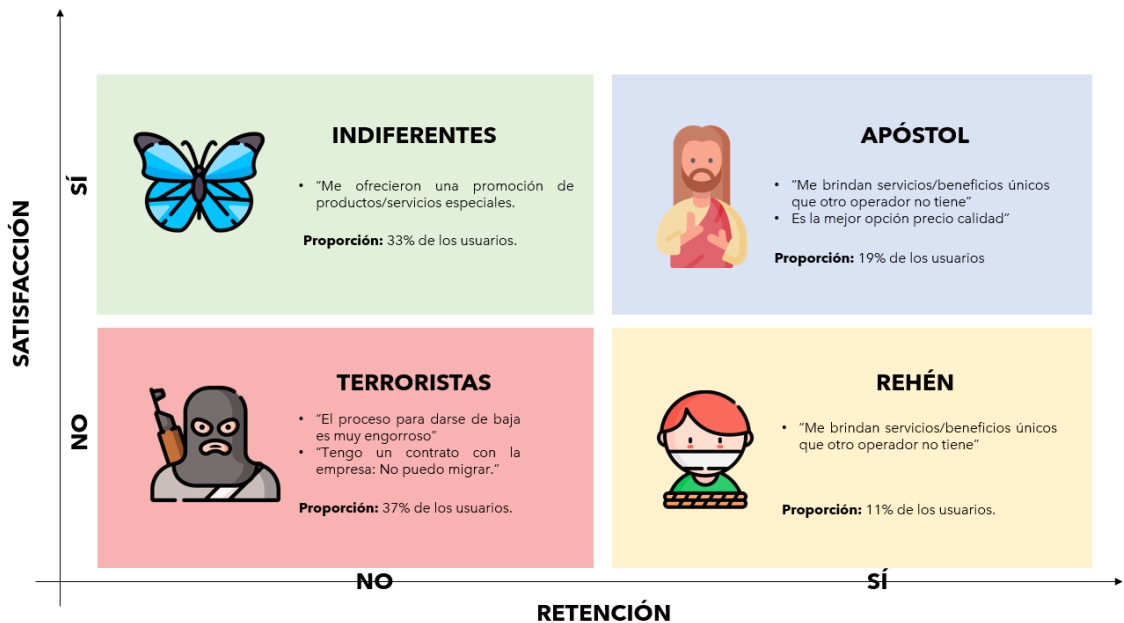 SATISFACCIÓN
SÍ
INDIFERENTES
• “Me ofrecieron una promoción de
productos/servicios especiales.
Proporción: 33% de los usuarios.
APÓSTOL
• “Me brindan servicios/beneficios únicos
que otro operador no tiene”
• Es la mejor opción precio calidad”
Proporción: 19% de los usuarios
NO
TERRORISTAS
• “El proceso para darse de baja
es muy engorroso”
• “Tengo un contrato con la
empresa: No puedo migrar.”
Proporción: 37% de los usuarios.
REHÉN
• “Me brindan servicios/beneficios únicos
que otro operador no tiene”
Proporción: 11% de los usuarios.
NO
SÍ
RETENCIÓN